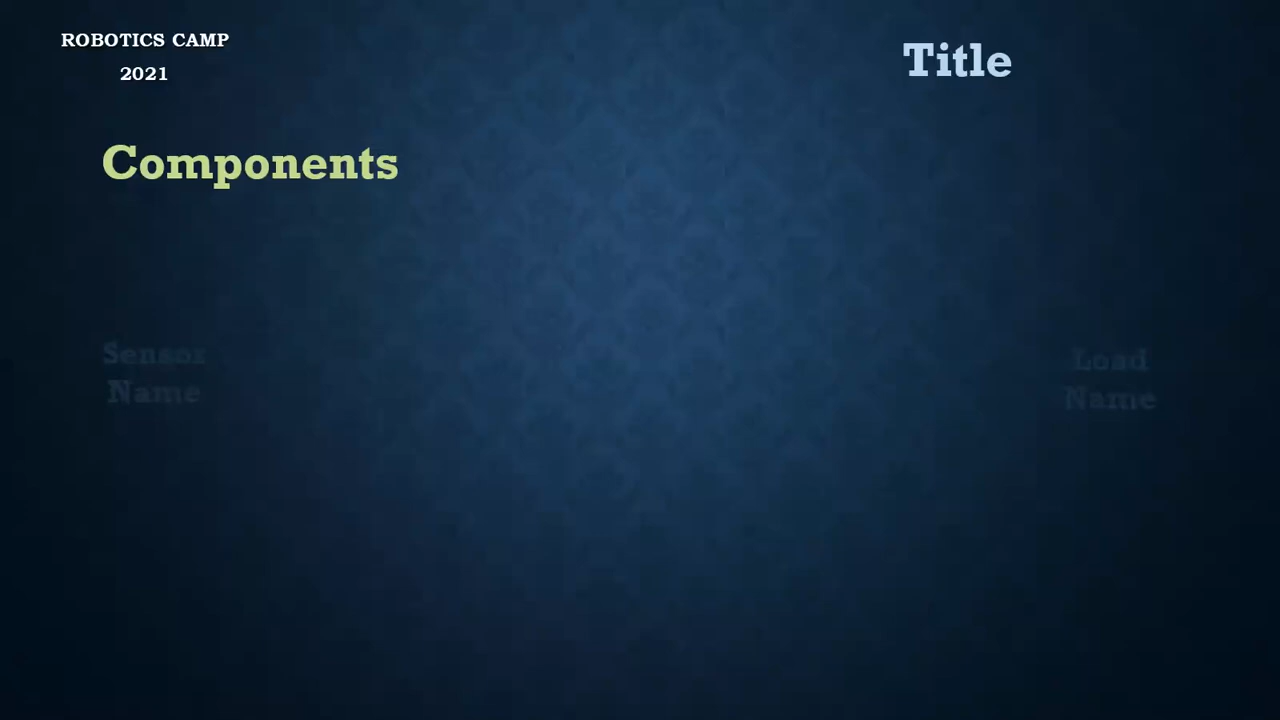 ROBOTICS CAMP
2021
Title
Components
Sensor
Name
Load
Name